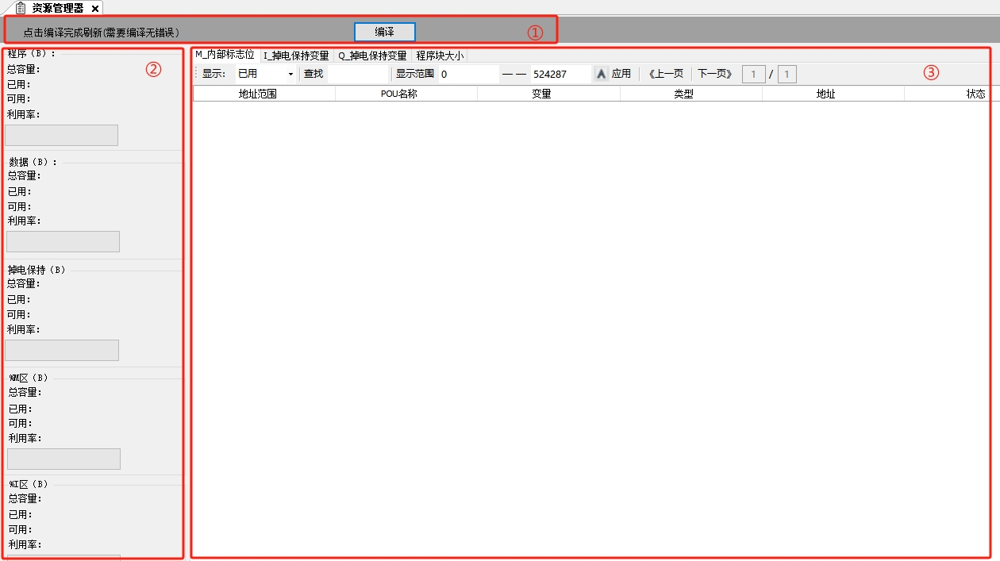 资源管理器
点击编译完成刷新(需要编译无错误)
编译
①
②
程序（B）:
总容量:
已用:
可用:
利用率:
数据（B）:
总容量:
已用:
可用:
利用率:
掉电保持（B）
总容量:
已用:
可用:
利用率:
%M区（B）
总容量:
已用:
可用:
利用率:
%I区（B）
总容量:
已用:
可用:
利用率:
M_内部标志位 I_掉电保持变量 Q_掉电保持变量 程序块大小
显示: 已用 查找 显示范围 0 —— 524287 A 应用 《上一页 下一页》 1 / 1
③
地址范围 POU名称 变量 类型 地址 状态